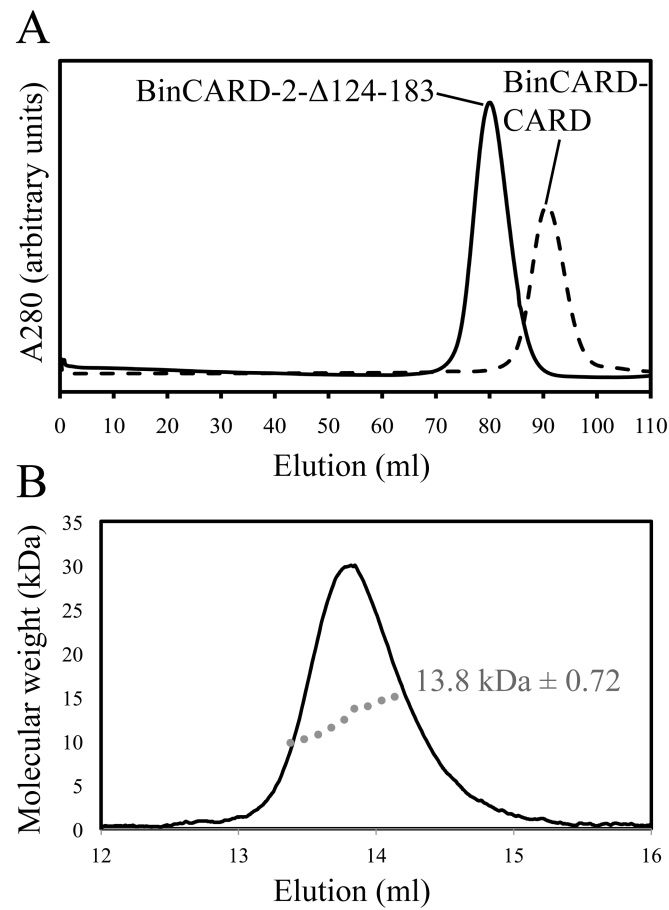 A
BinCARD-2-Δ124-183
BinCARD-
CARD
A280 (arbitrary units)
0 10 20 30 40 50 60 70 80 90 100 110
Elution (ml)
B
Molecular weight (kDa)
35
30
25
20
15
10
5
0
13.8 kDa ± 0.72
12 13 14 15 16
Elution (ml)